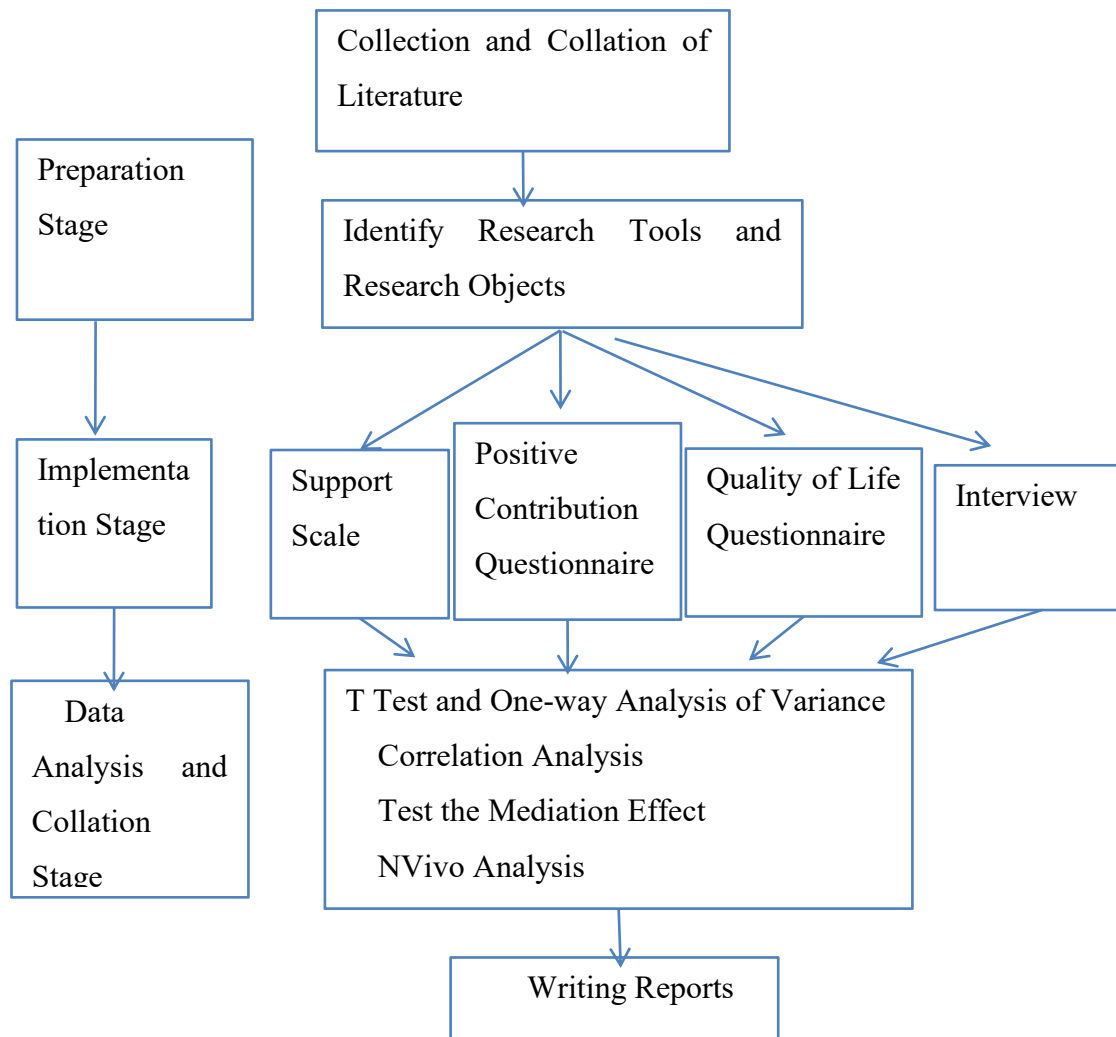 Collection and Collation of
Literature
Preparation
Stage
Identify Research Tools and
Research Objects
Implementa
tion Stage
Support
Scale
Positive
Contribution
Questionnaire
Quality of Life
Questionnaire
Interview
Data
Analysis and
Collation
Stage
T Test and One-way Analysis of Variance
Correlation Analysis
Test the Mediation Effect
NVivo Analysis
Writing Reports